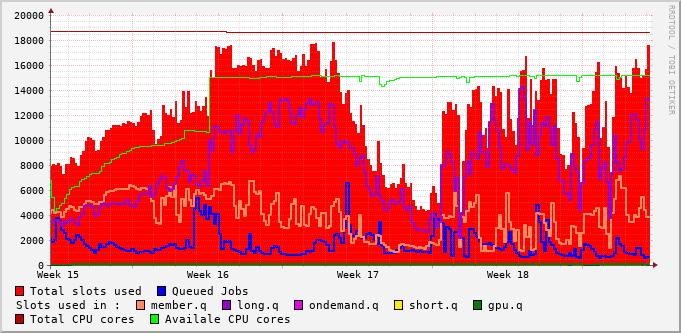 20000
18000
16000
14000
12000
10000
8000
6000
4000
2000
0
Week 15 Week 16 Week 17 Week 18
RRDTOOL / TOBI OETIKER
Total slots used Queued Jobs
Slots used in : member.q long.q ondemand.q short.q gpu.q
Total CPU cores Availale CPU cores